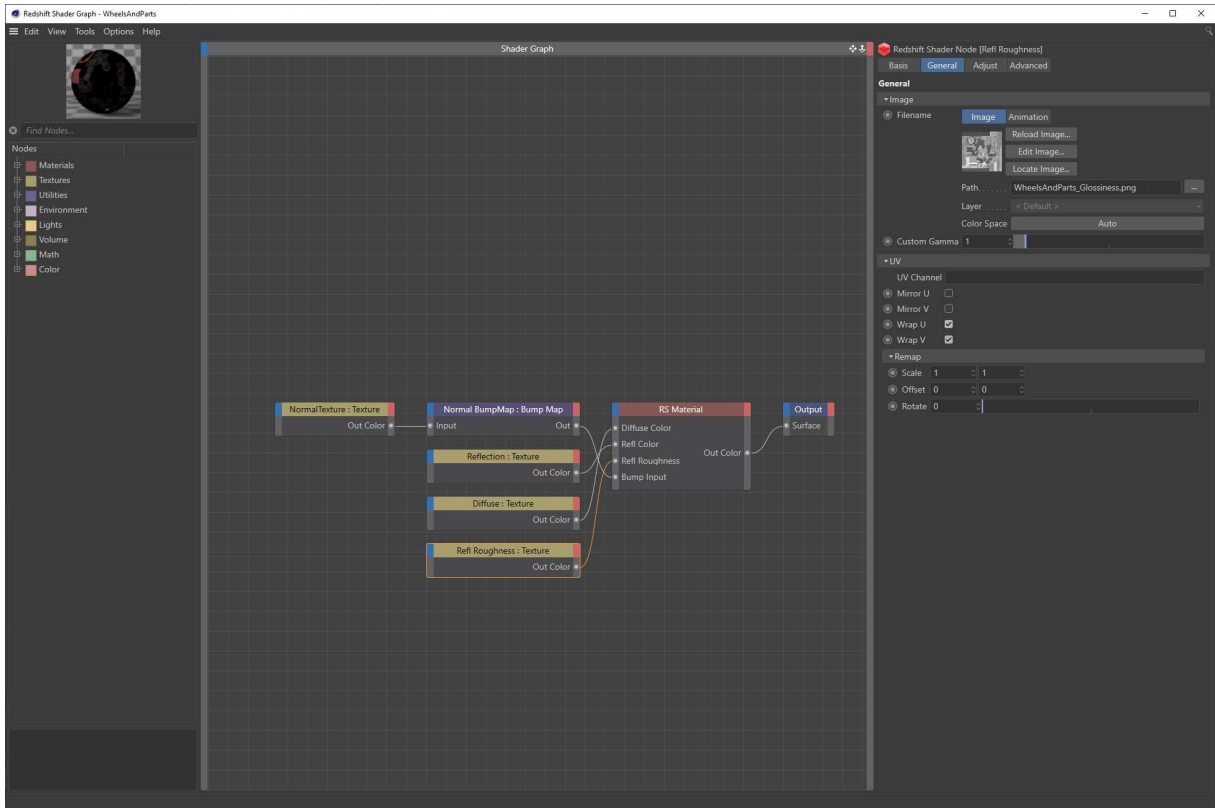 Redshift Shader Graph - WheelsAndParts
Edit View Tools Options Help
Find Nodes...
Nodes
Materials
Textures
Utilities
Environment
Lights
Volume
Math
Color
Shader Graph
NormalTexture : Texture
Out Color
Normal BumpMap : Bump Map
Input Out
Reflection : Texture
Out Color
Diffuse : Texture
Out Color
Refl Roughness : Texture
Out Color
RS Material
Diffuse Color
Refl Color
Out Color
Refl Roughness
Bump Input
Output
Surface
Redshift Shader Node [Refl Roughness]
Basis General Adjust Advanced
General
Image
Filename Image Animation
Reload Image...
Edit Image...
Locate Image...
Path . . . . . . WheelsAndParts_Glossiness.png ...
Layer . . . . . < Default >
Color Space Auto
Custom Gamma 1
UV
UV Channel
Mirror U
Mirror V
Wrap U
Wrap V
Remap
Scale 1 1
Offset 0 0
Rotate 0